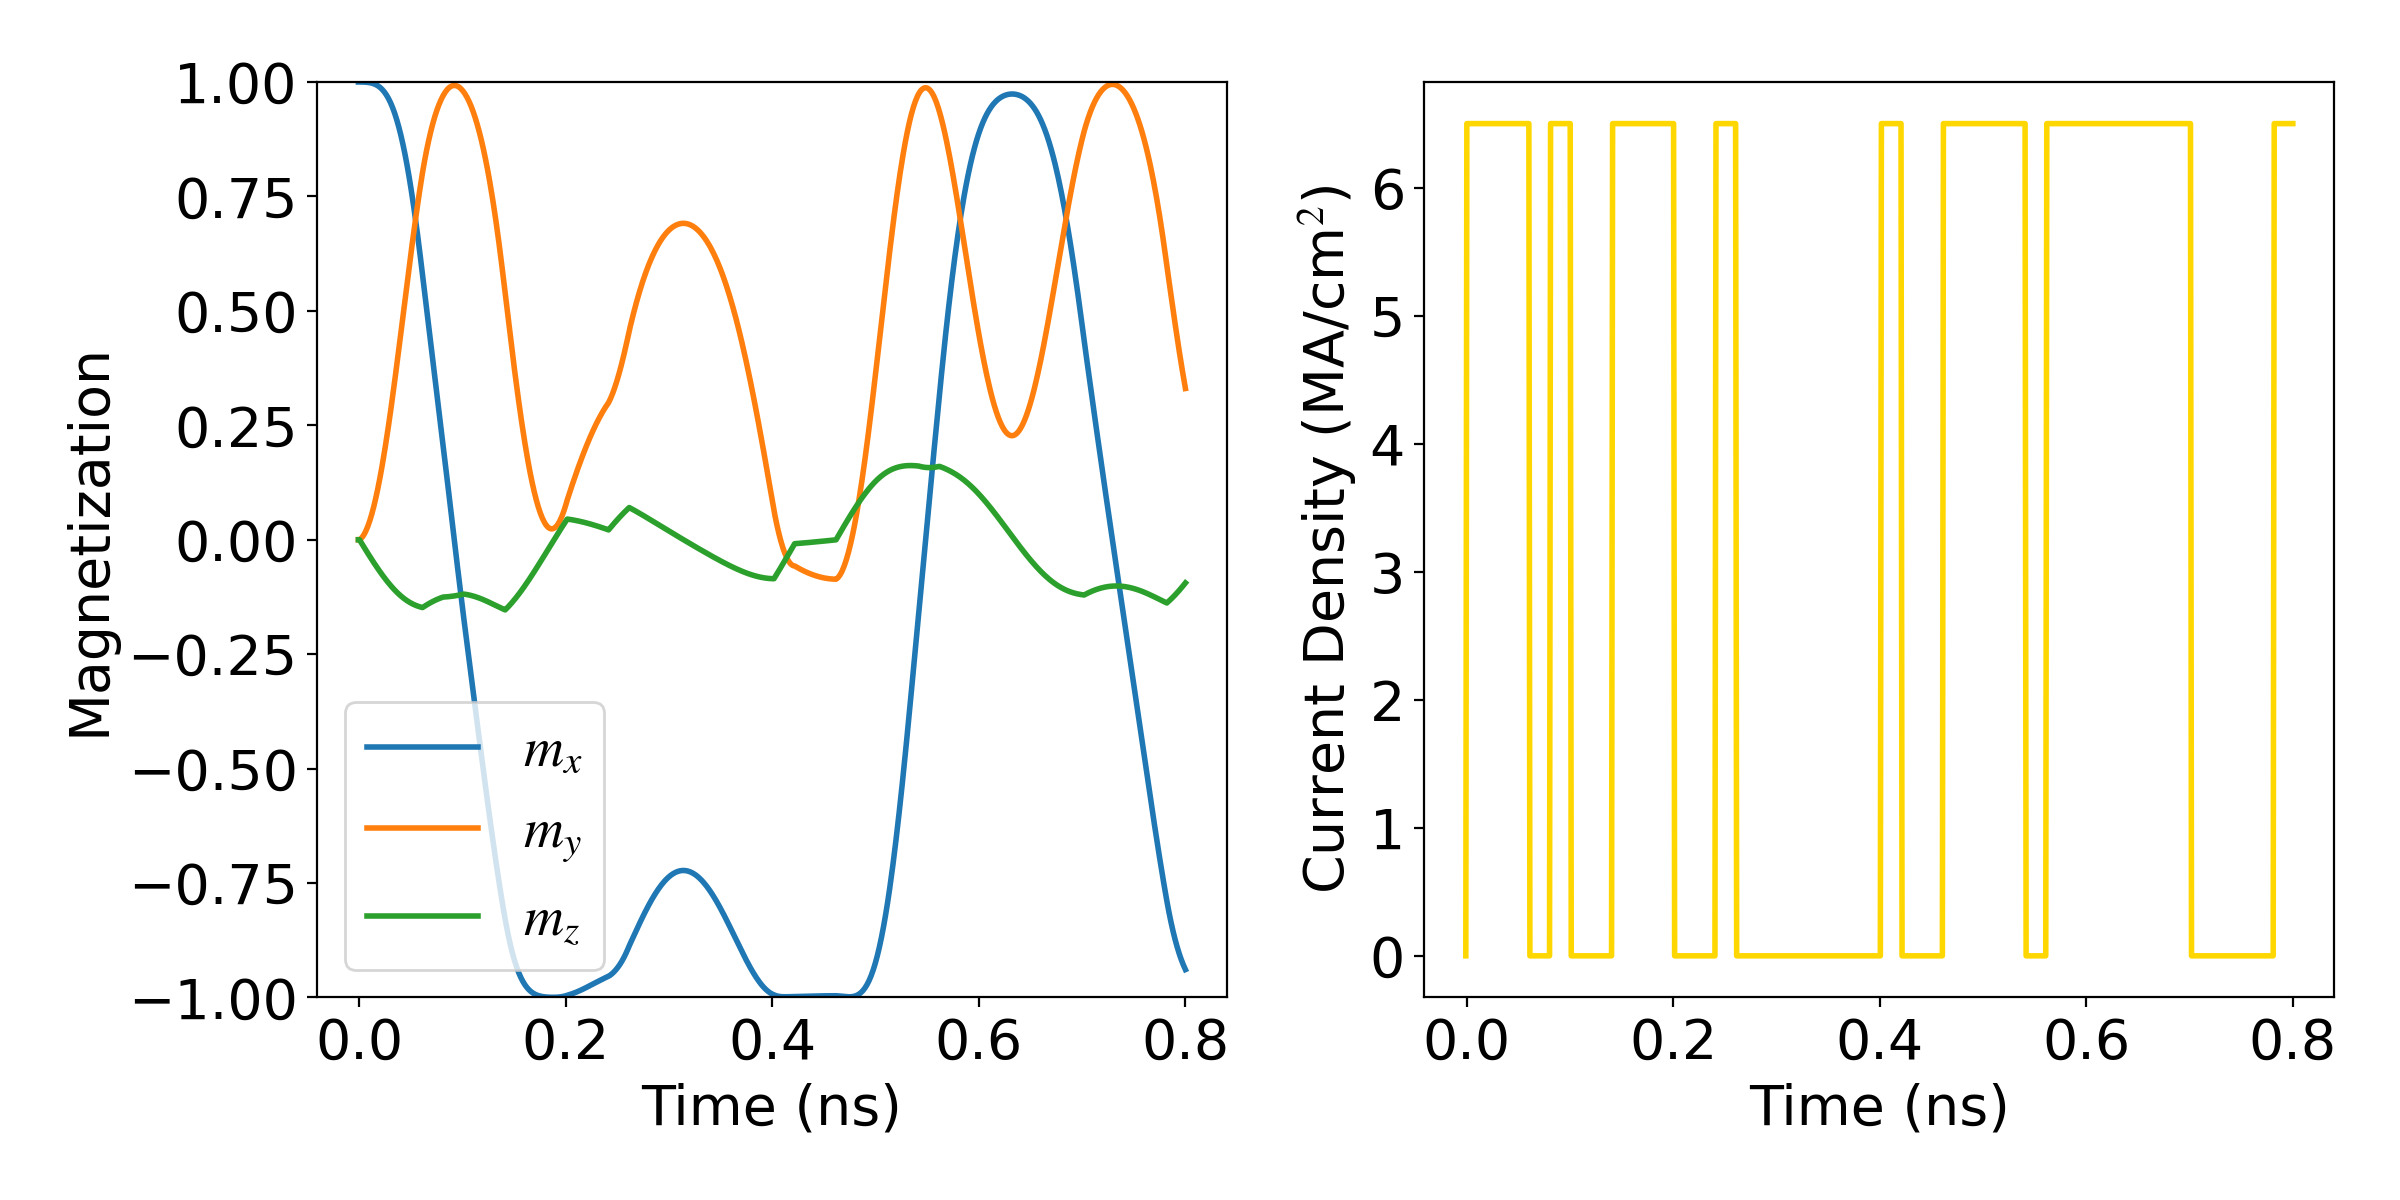 Magnetization
1.00
0.75
0.50
0.25
0.00
−0.25
−0.50
−0.75
−1.00
m_x
m_y
m_z
0.0 0.2 0.4 0.6 0.8
Time (ns)
Current Density (MA/cm²)
6
5
4
3
2
1
0
0.0 0.2 0.4 0.6 0.8
Time (ns)